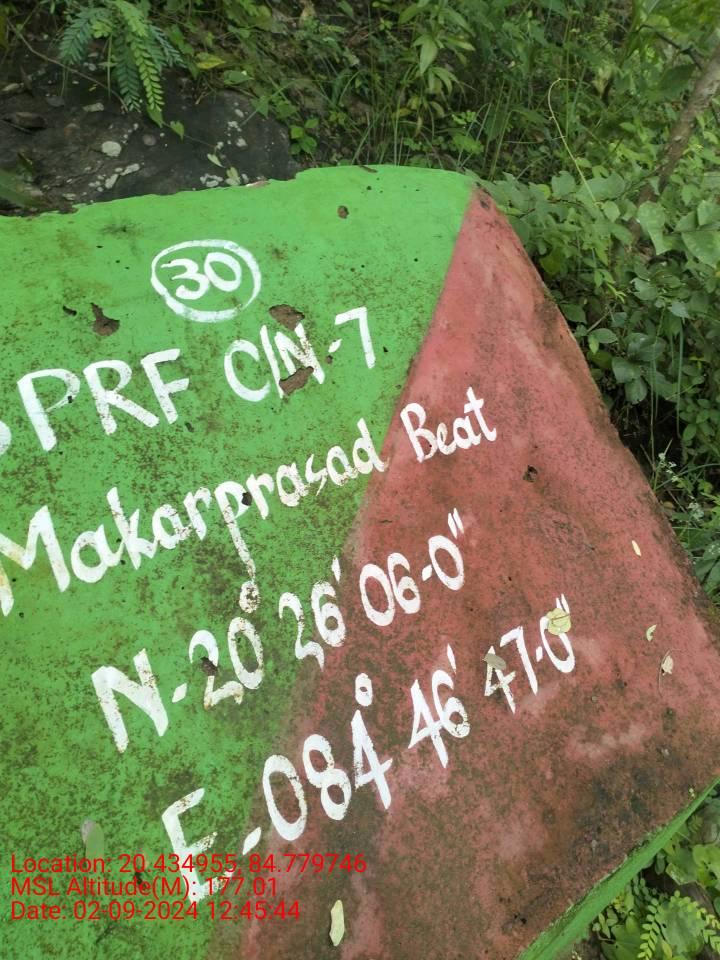 30
PRF C/N-7
Makarprasad Beat
N-20° 26' 06-0"
E-084° 46' 47-0"
Location: 20.434955, 84.779746
MSL Altitude(M): 177.01
Date: 02-09-2024 12:45:44